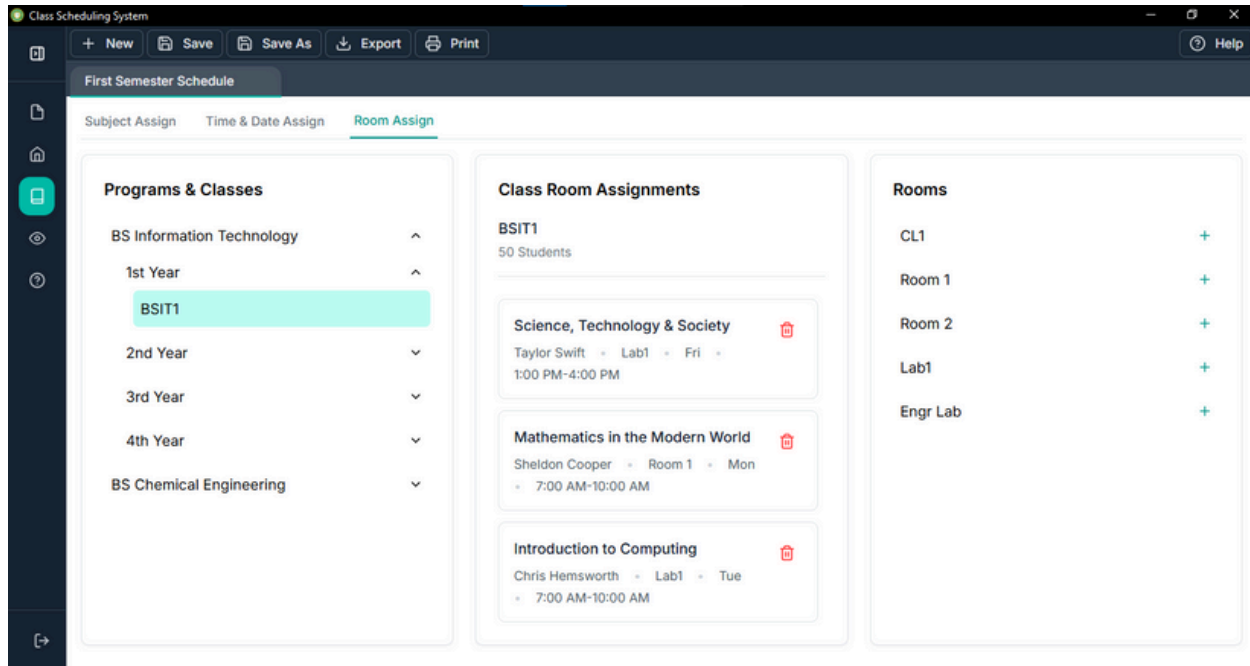 Class Scheduling System
New Save Save As Export Print Help
First Semester Schedule
Subject Assign Time & Date Assign Room Assign
Programs & Classes
BS Information Technology
1st Year
BSIT1
2nd Year
3rd Year
4th Year
BS Chemical Engineering
Class Room Assignments
BSIT1
50 Students
Science, Technology & Society
Taylor Swift • Lab1 • Fri •
1:00 PM-4:00 PM
Mathematics in the Modern World
Sheldon Cooper • Room 1 • Mon
• 7:00 AM-10:00 AM
Introduction to Computing
Chris Hemsworth • Lab1 • Tue
• 7:00 AM-10:00 AM
Rooms
CL1
Room 1
Room 2
Lab1
Engr Lab